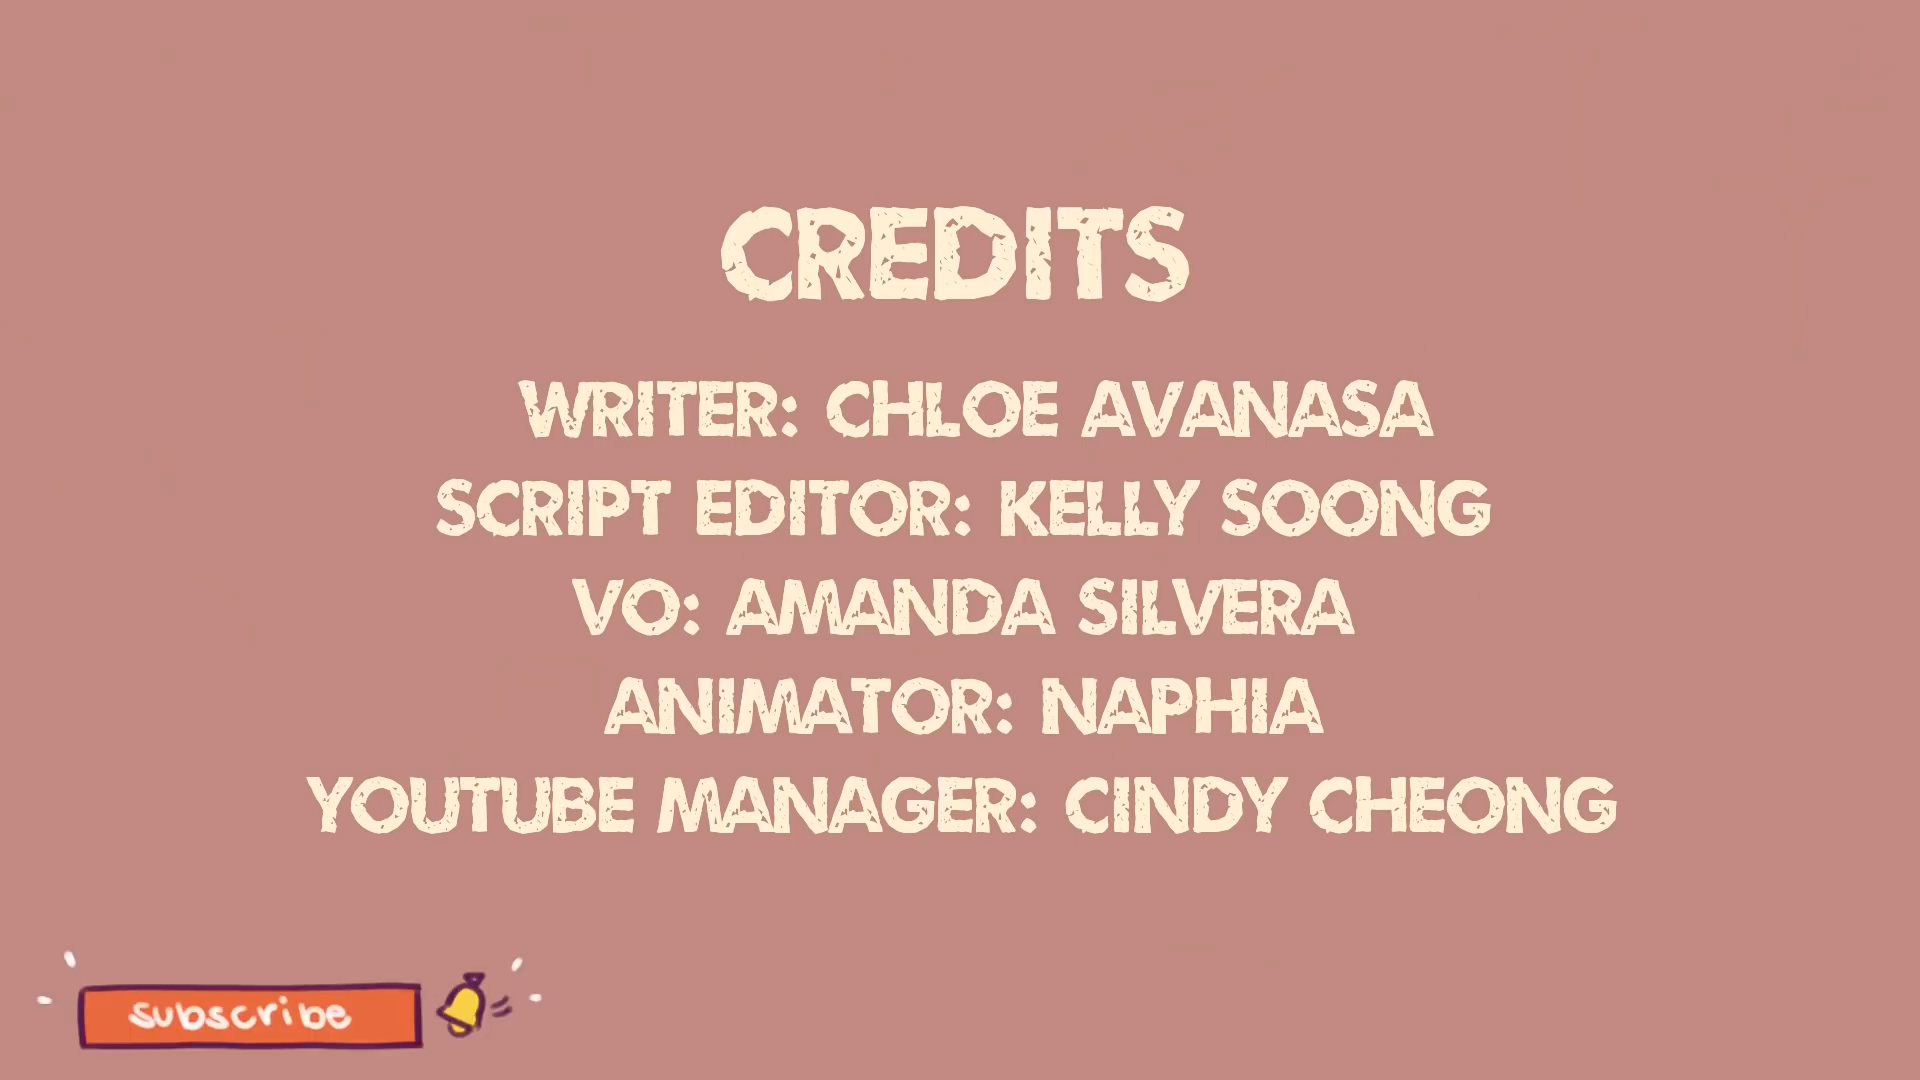 CREDITS
WRITER: CHLOE AVANASA
SCRIPT EDITOR: KELLY SOONG
VO: AMANDA SILVERA
ANIMATOR: NAPHIA
YOUTUBE MANAGER: CINDY CHEONG
subscribe